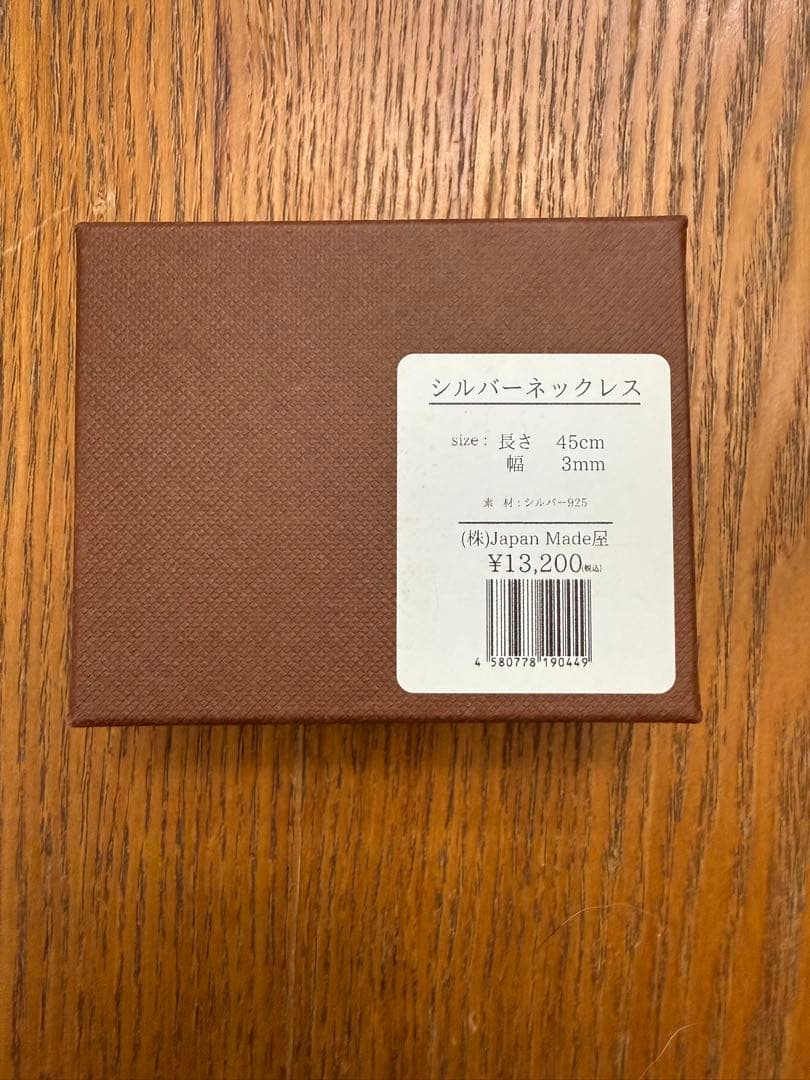 シルバーネックレス
size： 長さ 45cm
幅 3mm
素 材：シルバー925
(株)Japan Made屋
¥13,200(税込)
4 580778 190449